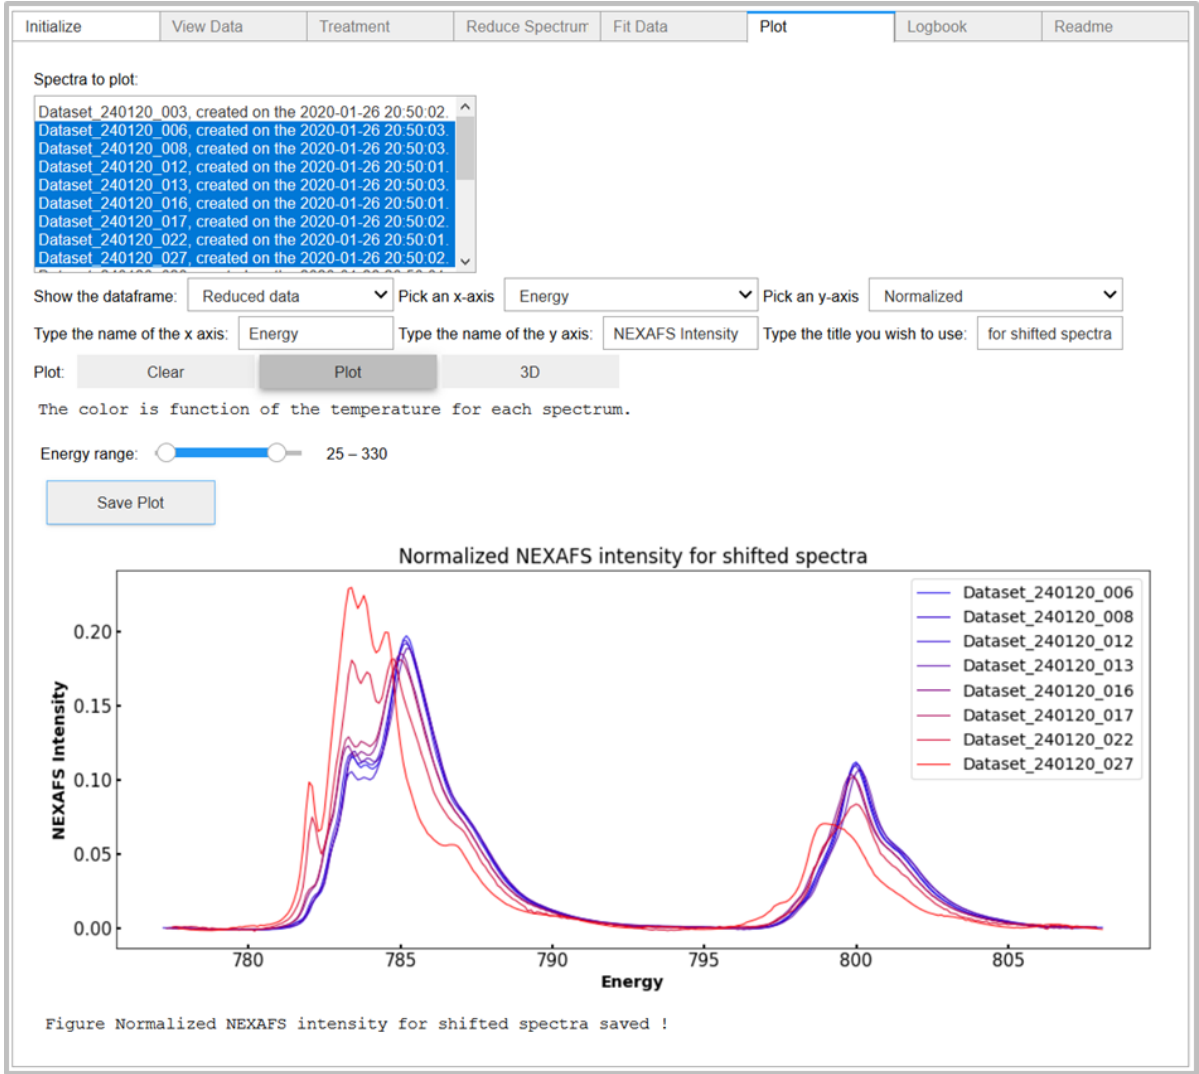 Initialize View Data Treatment Reduce Spectrum Fit Data Plot Logbook Readme
Spectra to plot:
Dataset_240120_003, created on the 2020-01-26 20:50:02.
Dataset_240120_006, created on the 2020-01-26 20:50:03.
Dataset_240120_008, created on the 2020-01-26 20:50:03.
Dataset_240120_012, created on the 2020-01-26 20:50:01.
Dataset_240120_013, created on the 2020-01-26 20:50:03.
Dataset_240120_016, created on the 2020-01-26 20:50:01.
Dataset_240120_017, created on the 2020-01-26 20:50:02.
Dataset_240120_022, created on the 2020-01-26 20:50:01.
Dataset_240120_027, created on the 2020-01-26 20:50:02.
Show the dataframe: Reduced data Pick an x-axis Energy Pick an y-axis Normalized
Type the name of the x axis: Energy Type the name of the y axis: NEXAFS Intensity Type the title you wish to use: for shifted spectra
Plot: Clear Plot 3D
The color is function of the temperature for each spectrum.
Energy range: 25 – 330
Save Plot
Normalized NEXAFS intensity for shifted spectra
NEXAFS Intensity
0.20
0.15
0.10
0.05
0.00
Dataset_240120_006
Dataset_240120_008
Dataset_240120_012
Dataset_240120_013
Dataset_240120_016
Dataset_240120_017
Dataset_240120_022
Dataset_240120_027
780 785 790 795 800 805
Energy
Figure Normalized NEXAFS intensity for shifted spectra saved !